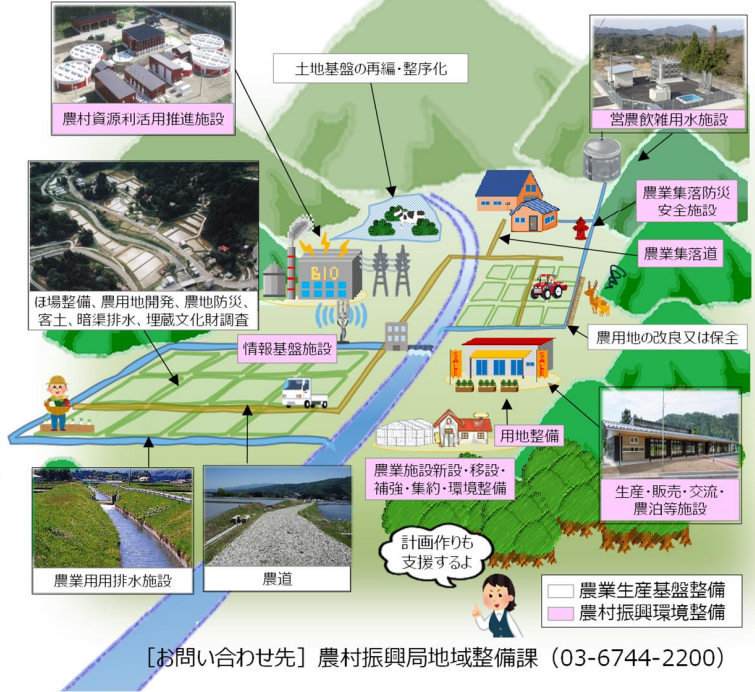 農村資源利活用推進施設
土地基盤の再編・整序化
営農飲雑用水施設
農業集落防災
安全施設
農業集落道
ほ場整備、農用地開発、農地防災、
客土、暗渠排水、埋蔵文化財調査
BIO
情報基盤施設
農用地の改良又は保全
SALE
SALE
用地整備
農業施設新設・移設・
補強・集約・環境整備
生産・販売・交流・
農泊等施設
農業用用排水施設
農道
計画作りも
支援するよ
農業生産基盤整備
農村振興環境整備
[お問い合わせ先] 農村振興局地域整備課 (03-6744-2200)